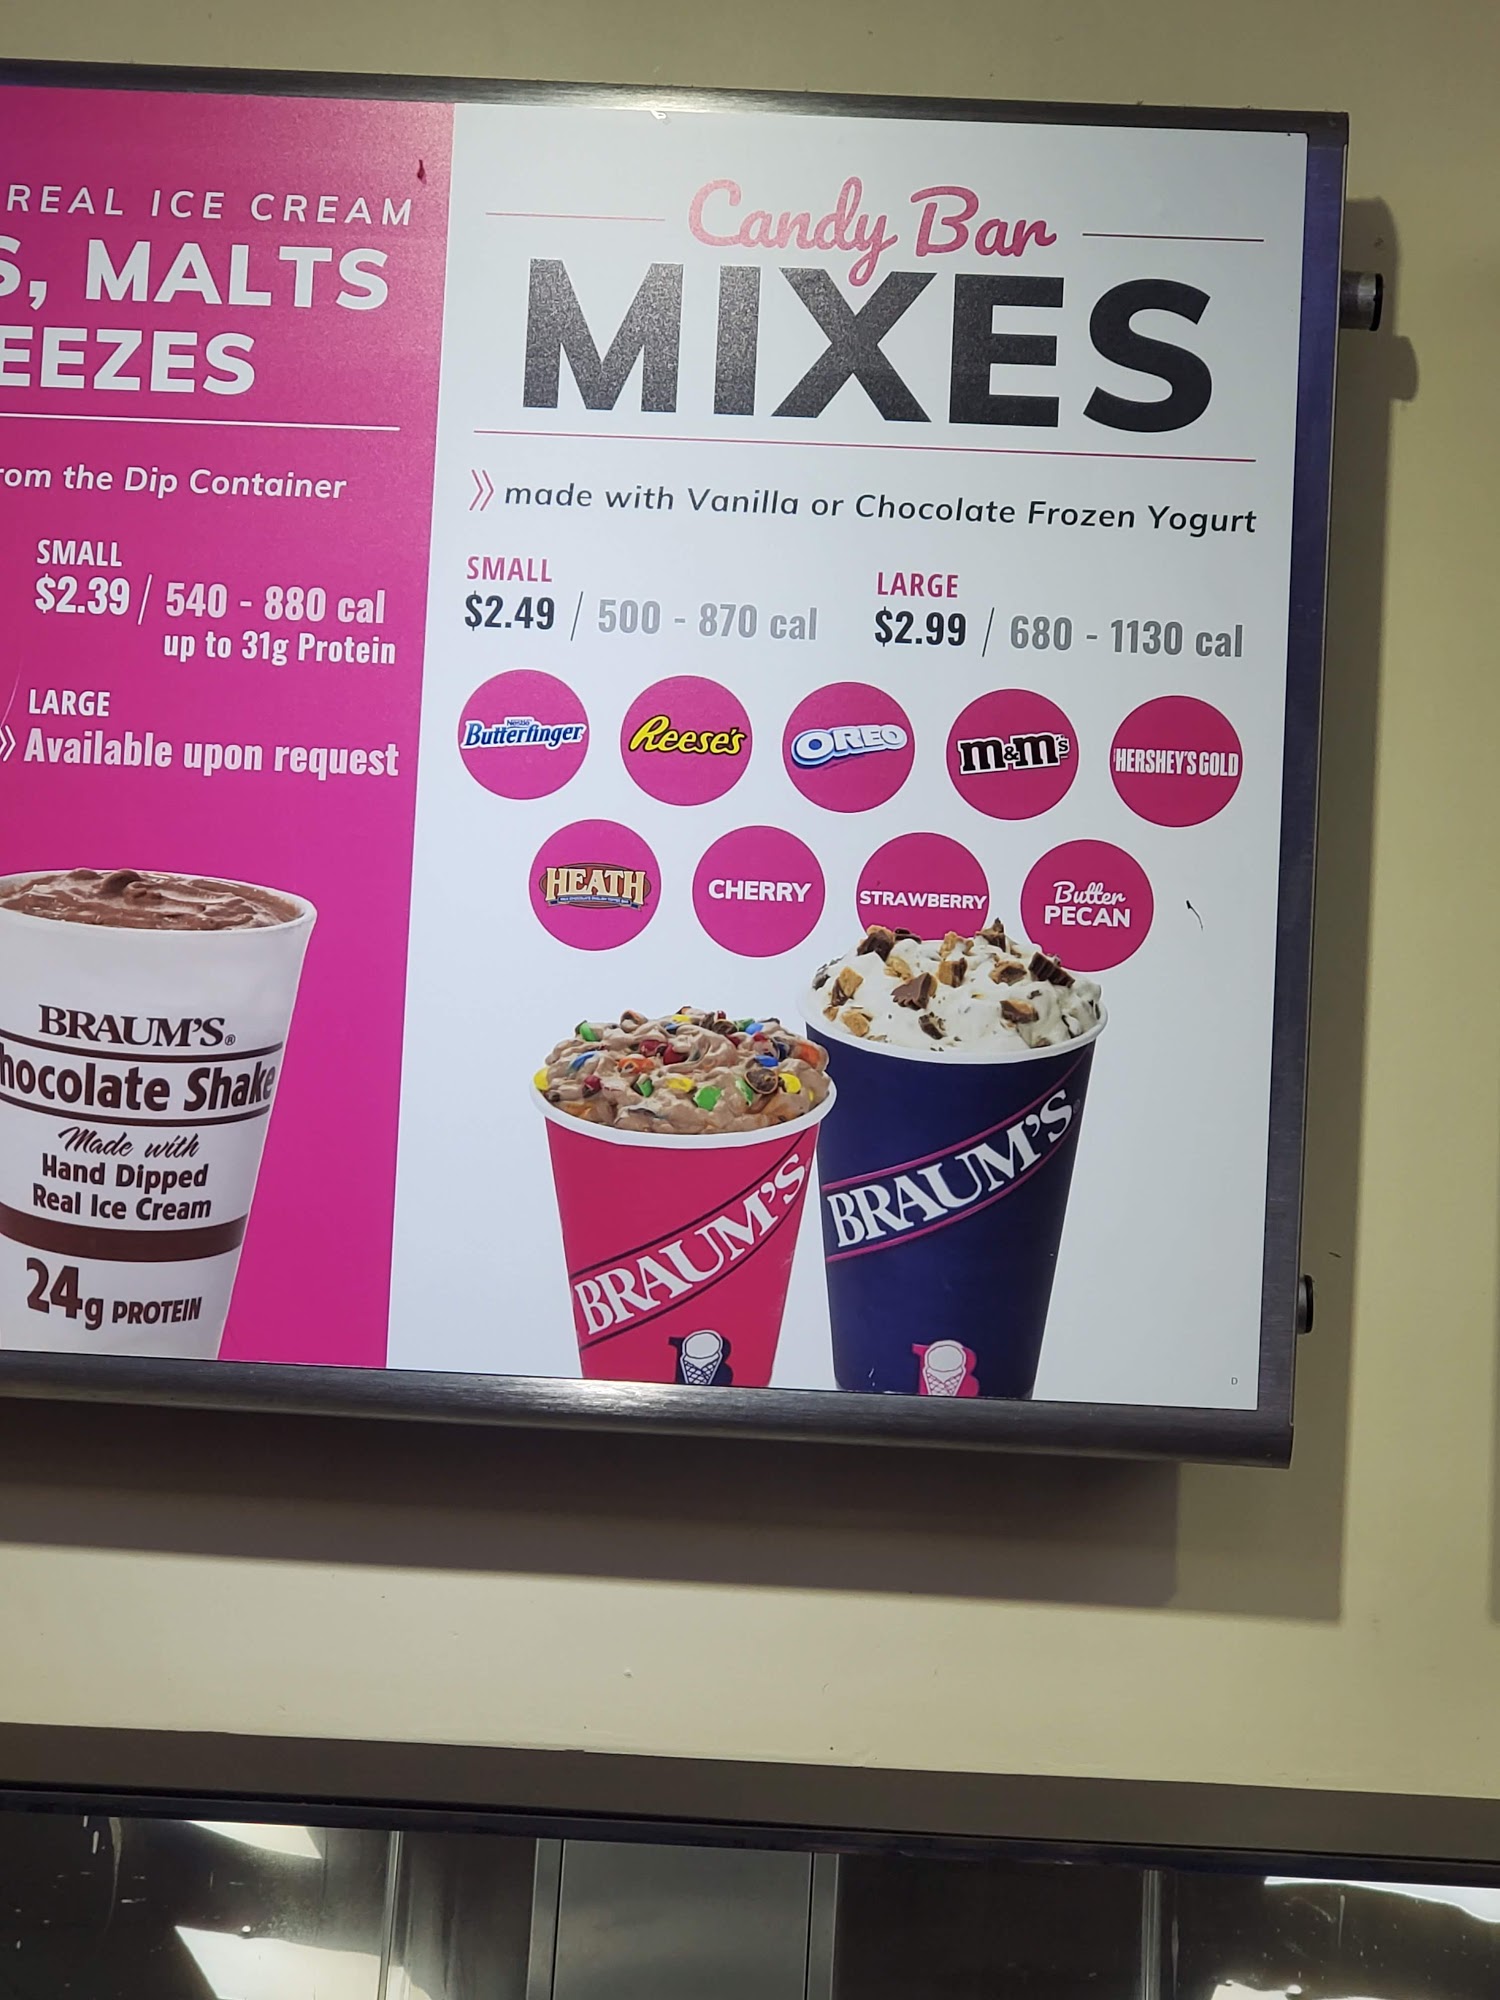 REAL ICE CREAM
S, MALTS
EEZES
om the Dip Container
SMALL
$2.39 / 540 - 880 cal
up to 31g Protein
LARGE
» Available upon request
BRAUM'S®
hocolate Shake
Made with
Hand Dipped
Real Ice Cream
24g PROTEIN
Candy Bar
MIXES
» made with Vanilla or Chocolate Frozen Yogurt
SMALL
$2.49 / 500 - 870 cal
LARGE
$2.99 / 680 - 1130 cal
Nestle
Butterfinger
Reese's
OREO
m&m's
HERSHEY'S GOLD
HEATH
CHERRY
STRAWBERRY
Butter
PECAN
BRAUM'S
B
BRAUM'S
B
D